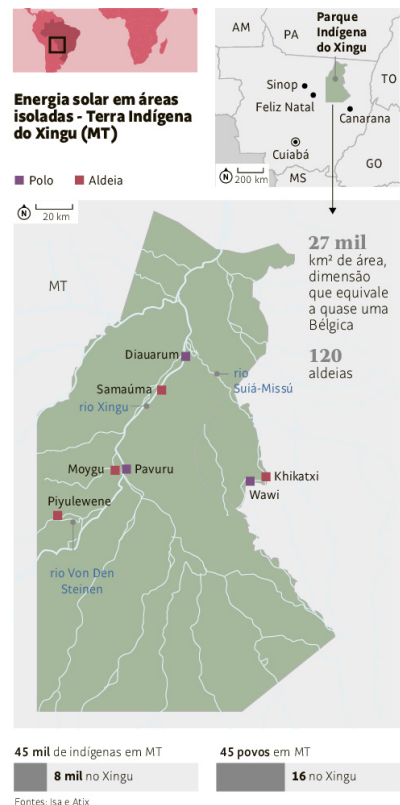 Energia solar em áreas
isoladas - Terra Indígena
do Xingu (MT)
Polo
Aldeia
AM
PA
Parque
Indígena
do Xingu
TO
Sinop
Feliz Natal
Canarana
Cuiabá
GO
MS
N
200 km
N
20 km
MT
27 mil
km² de área,
dimensão
que equivale
a quase uma
Bélgica
120
aldeias
Diauarum
rio
Suiá-Missú
Samaúma
rio Xingu
Moygu
Pavuru
Khikatxi
Wawi
Piyulewene
rio Von Den
Steinen
45 mil de indígenas em MT
8 mil no Xingu
45 povos em MT
16 no Xingu
Fontes: Isa e Atix